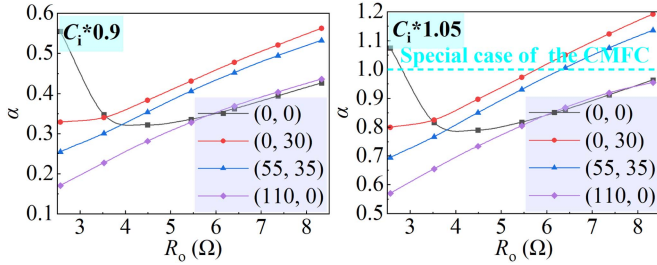 0.6
0.5
0.4
0.3
0.2
0.1
α
Ci*0.9
(0, 0)
(0, 30)
(55, 35)
(110, 0)
3 4 5 6 7 8
Ro (Ω)
1.2
1.1
1.0
0.9
0.8
0.7
0.6
0.5
α
Ci*1.05
Special case of the CMFC
(0, 0)
(0, 30)
(55, 35)
(110, 0)
3 4 5 6 7 8
Ro (Ω)